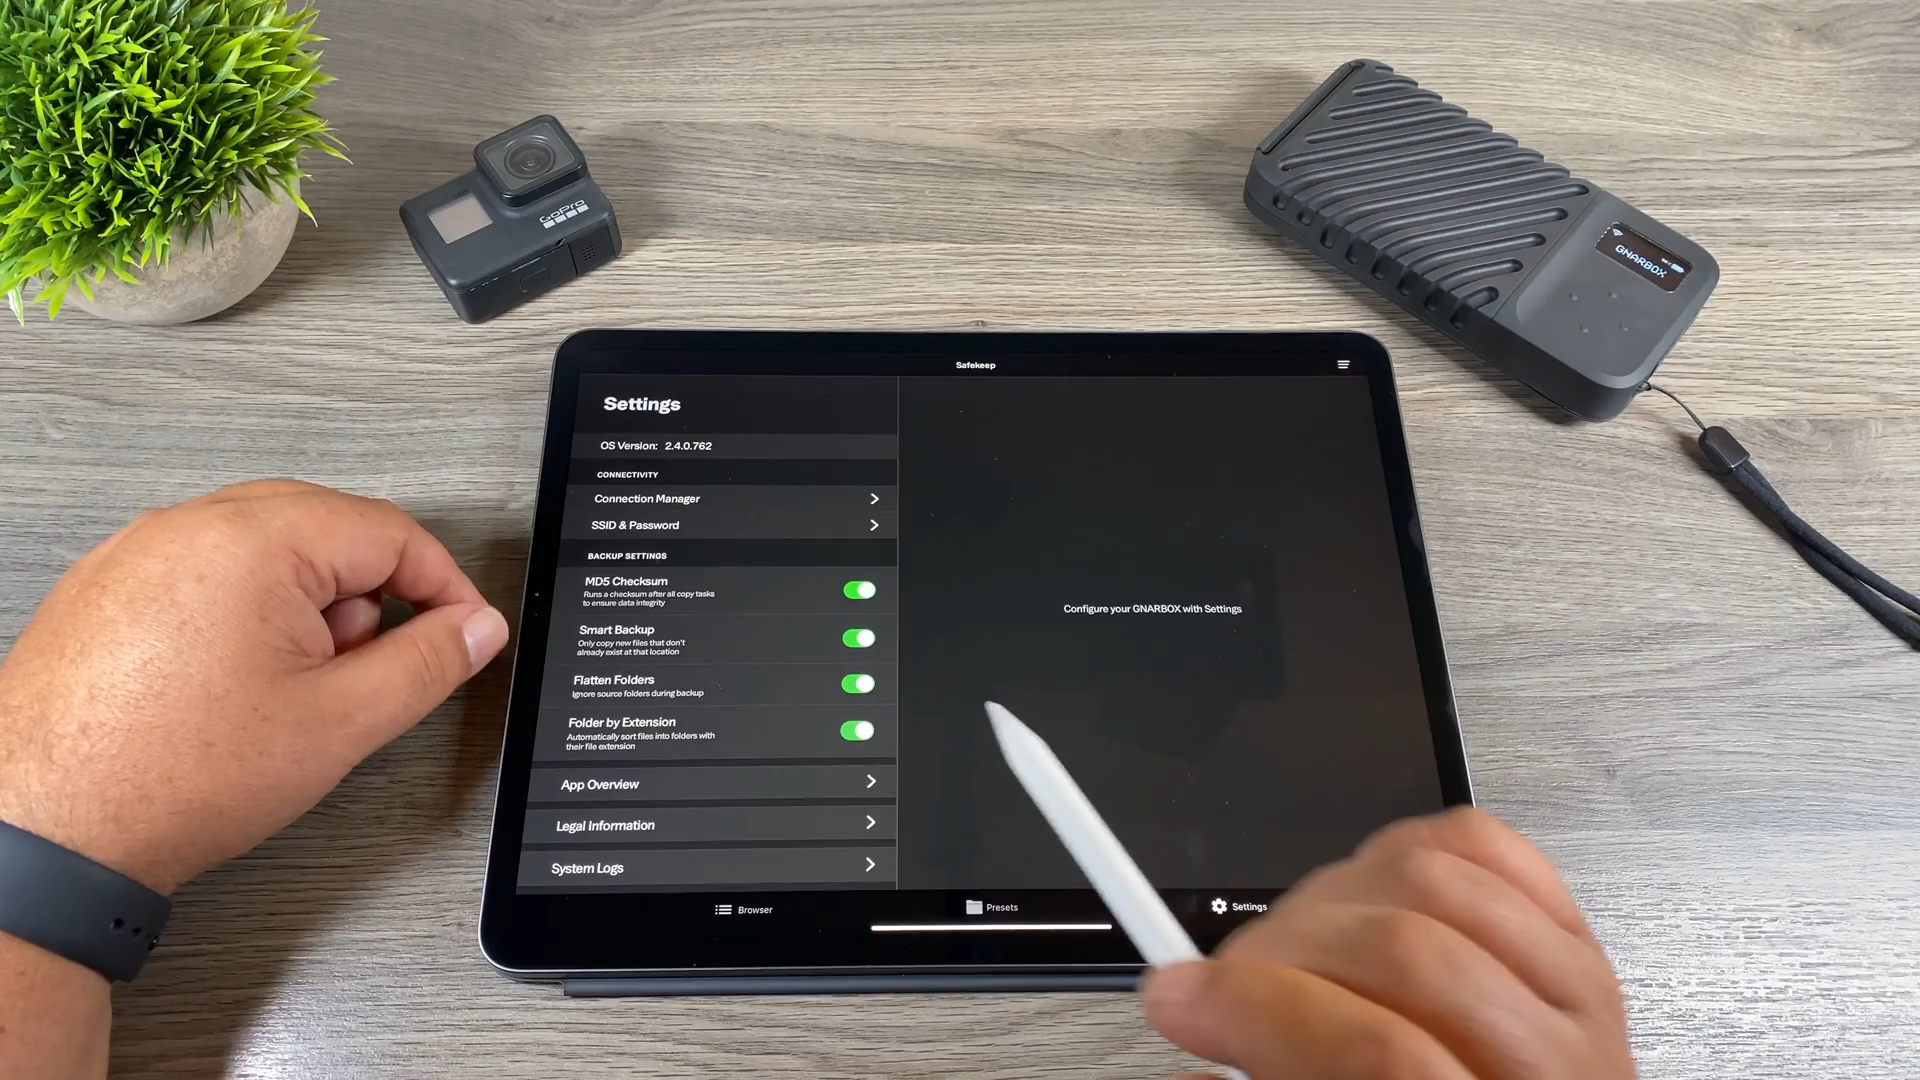 GoPro
GNARBOX
Safekeep
Settings
OS Version: 2.4.0.762
CONNECTIVITY
Connection Manager
SSID & Password
BACKUP SETTINGS
MD5 Checksum
Runs a checksum after all copy tasks
to ensure data integrity
Smart Backup
Only copy new files that don't
already exist at that location
Flatten Folders
Ignore source folders during backup
Folder by Extension
Automatically sort files into folders with
their file extension
App Overview
Legal Information
System Logs
Configure your GNARBOX with Settings
Browser
Presets
Settings